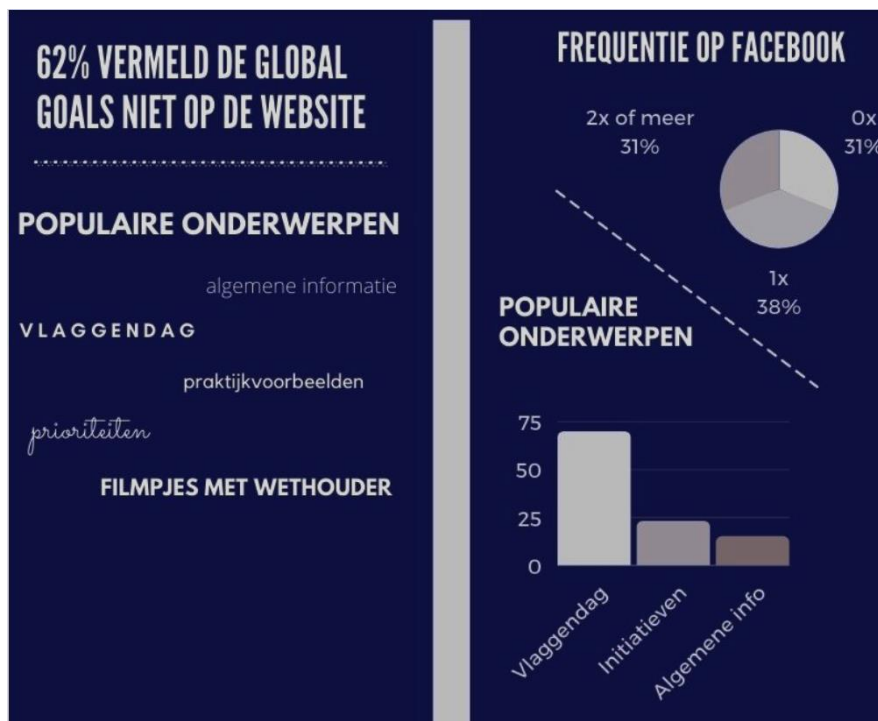 62% VERMELD DE GLOBAL
GOALS NIET OP DE WEBSITE
POPULAIRE ONDERWERPEN
algemene informatie
VLAGGENDAG
praktijkvoorbeelden
prioriteiten
FILMPJES MET WETHOUDER
FREQUENTIE OP FACEBOOK
2x of meer
31%
0x
31%
1x
38%
POPULAIRE
ONDERWERPEN
75
50
25
0
Vlaggendag
Initiatieven
Algemene info